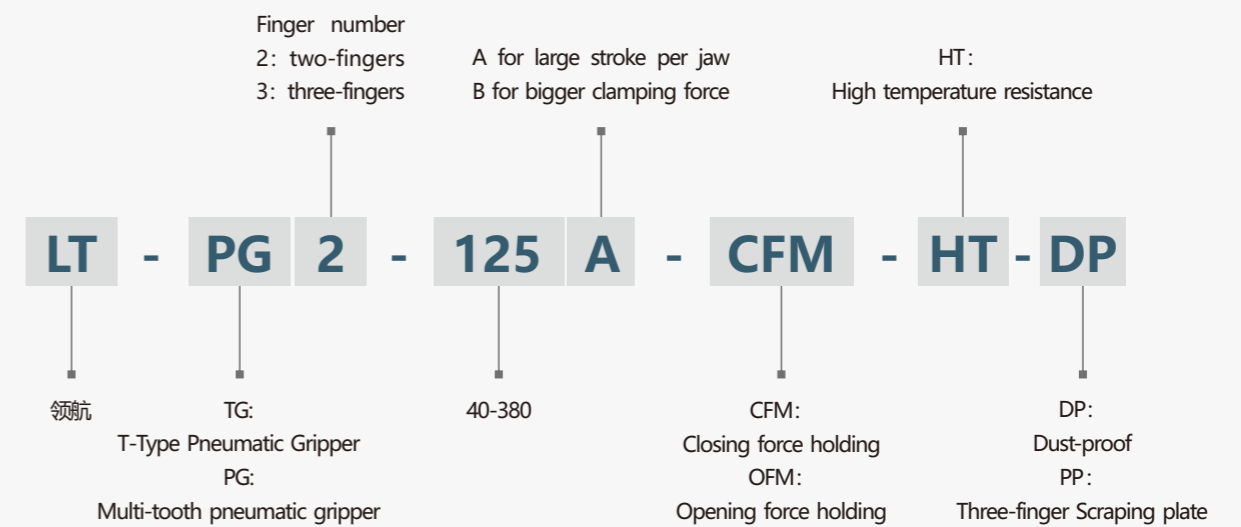 Finger number
2: two-fingers
3: three-fingers
A for large stroke per jaw
B for bigger clamping force
HT:
High temperature resistance
LT - PG 2 - 125 A - CFM - HT - DP
领航
TG:
T-Type Pneumatic Gripper
PG:
Multi-tooth pneumatic gripper
40-380
CFM:
Closing force holding
OFM:
Opening force holding
DP:
Dust-proof
PP:
Three-finger Scraping plate